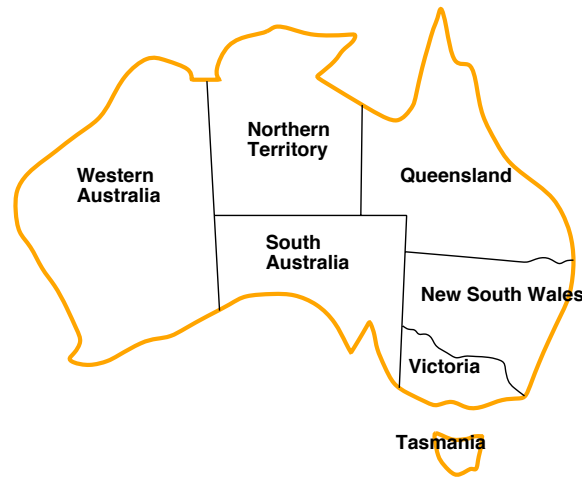 Northern
Territory
Western
Australia
Queensland
South
Australia
New South Wales
Victoria
Tasmania